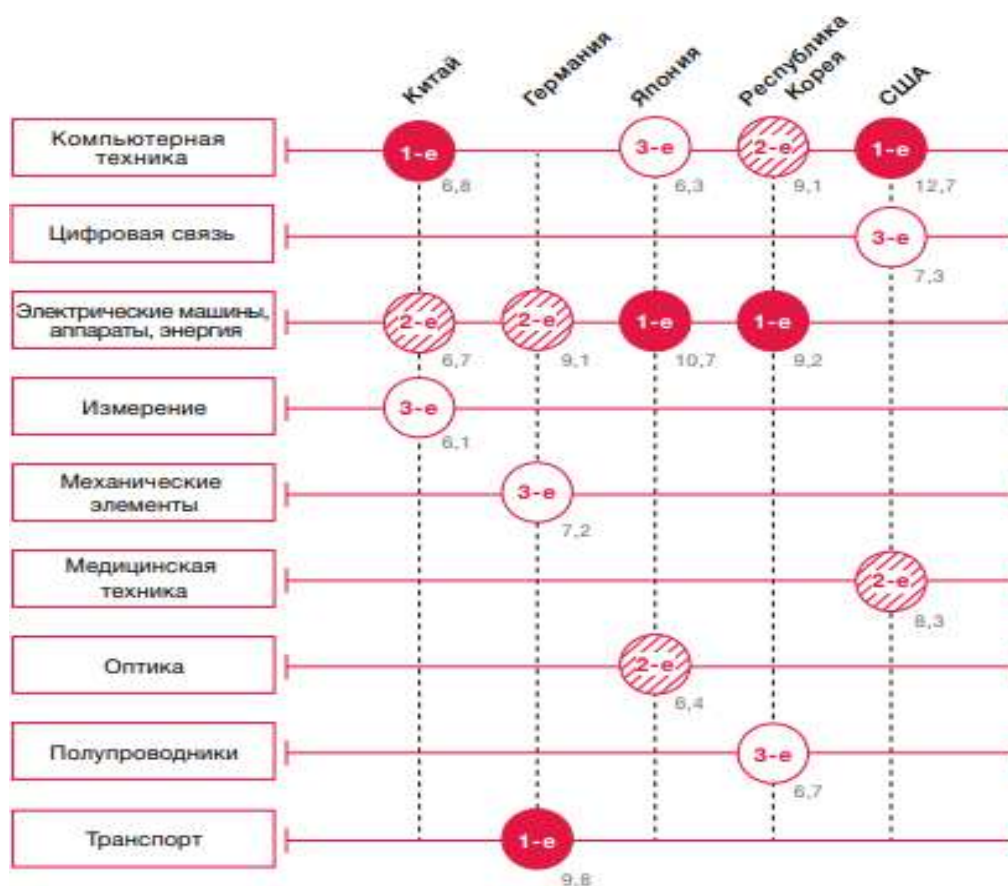 Китай
Германия
Япония
Республика
Корея
США
Компьютерная
техника
1-е
3-е
2-е
1-е
6,8
6,3
9,1
12,7
Цифровая связь
3-е
7,3
Электрические машины,
аппараты, энергия
2-е
2-е
1-е
1-е
6,7
9,1
10,7
9,2
Измерение
3-е
6,1
Механические
элементы
3-е
7,2
Медицинская
техника
2-е
8,3
Оптика
2-е
6,4
Полупроводники
3-е
6,7
Транспорт
1-е
9,8